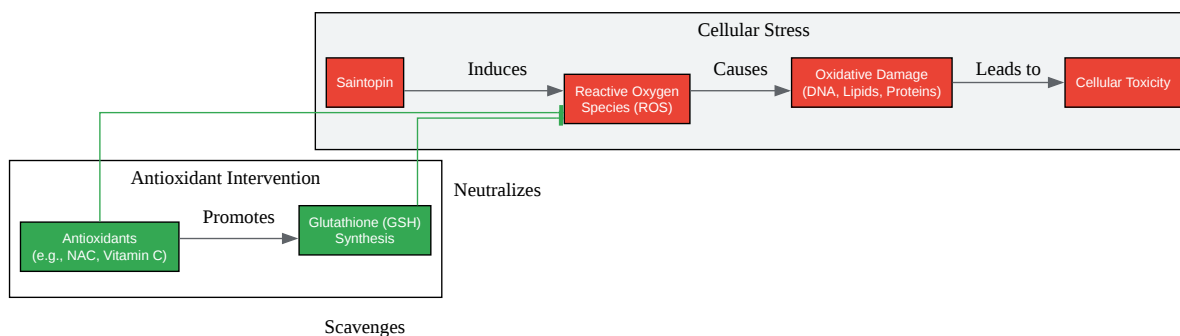 Cellular Stress
Saintopin
Induces
Reactive Oxygen
Species (ROS)
Causes
Oxidative Damage
(DNA, Lipids, Proteins)
Leads to
Cellular Toxicity
Antioxidant Intervention
Antioxidants
(e.g., NAC, Vitamin C)
Promotes
Glutathione (GSH)
Synthesis
Neutralizes
Scavenges